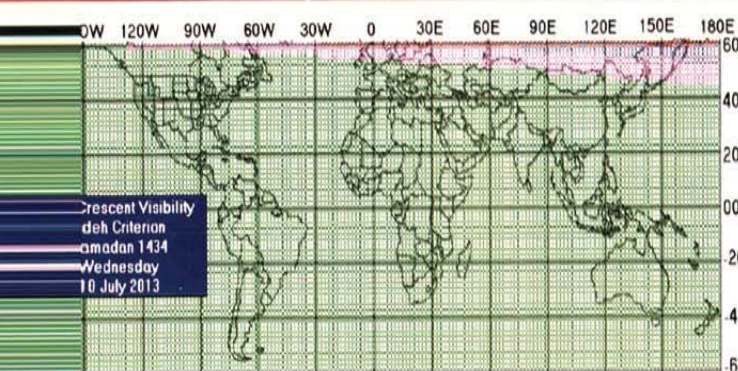 0W 120W 90W 60W 30W 0 30E 60E 90E 120E 150E 180E
60
40
20
00
-20
-4
-6
rescent Visibility
deh Criterion
amadan 1434
Wednesday
10 July 2013